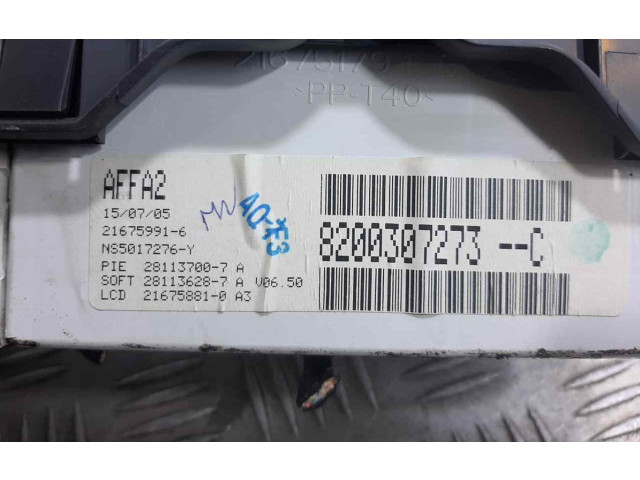 >PP-T40<
AFFA2
15/07/05
21675991-6
NS5017276-Y
PIE 28113700-7 A
SOFT 28113628-7 A V06.50
LCD 21675881-0 A3
8200307273 --C